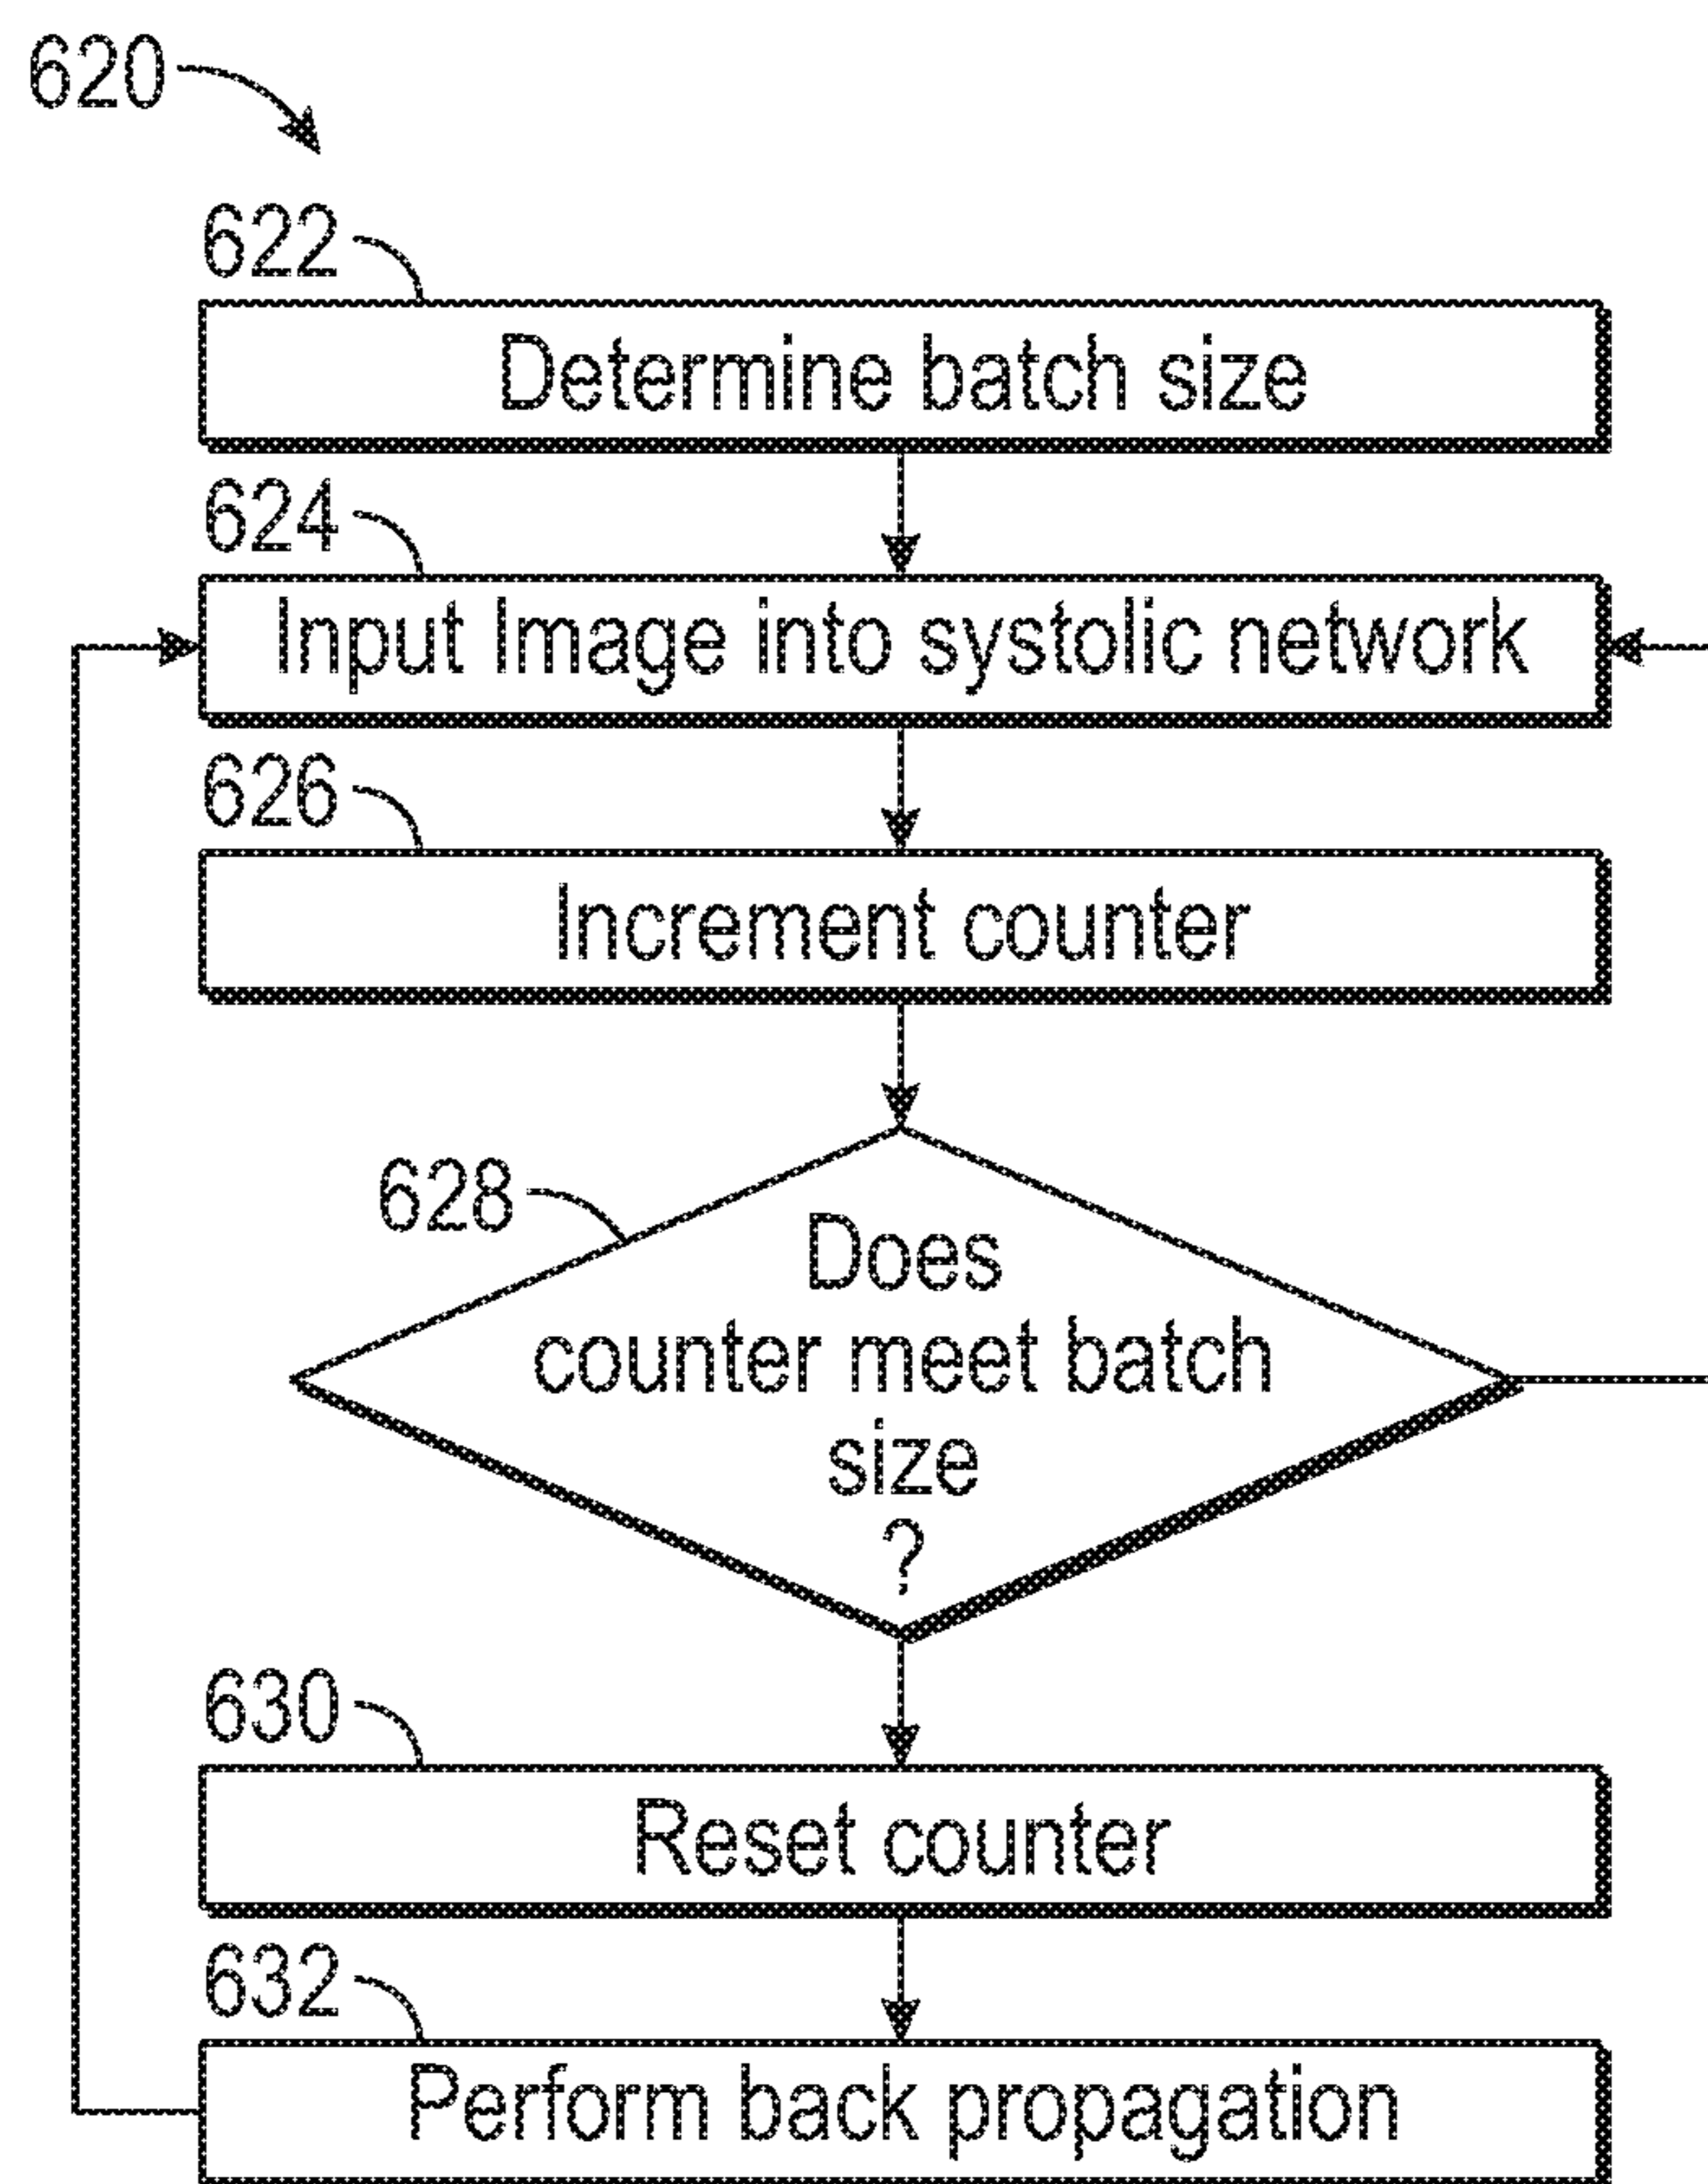 620
622
Determine batch size
624
Input Image into systolic network
626
Increment counter
628
Does
counter meet batch
size
?
630
Reset counter
632
Perform back propagation